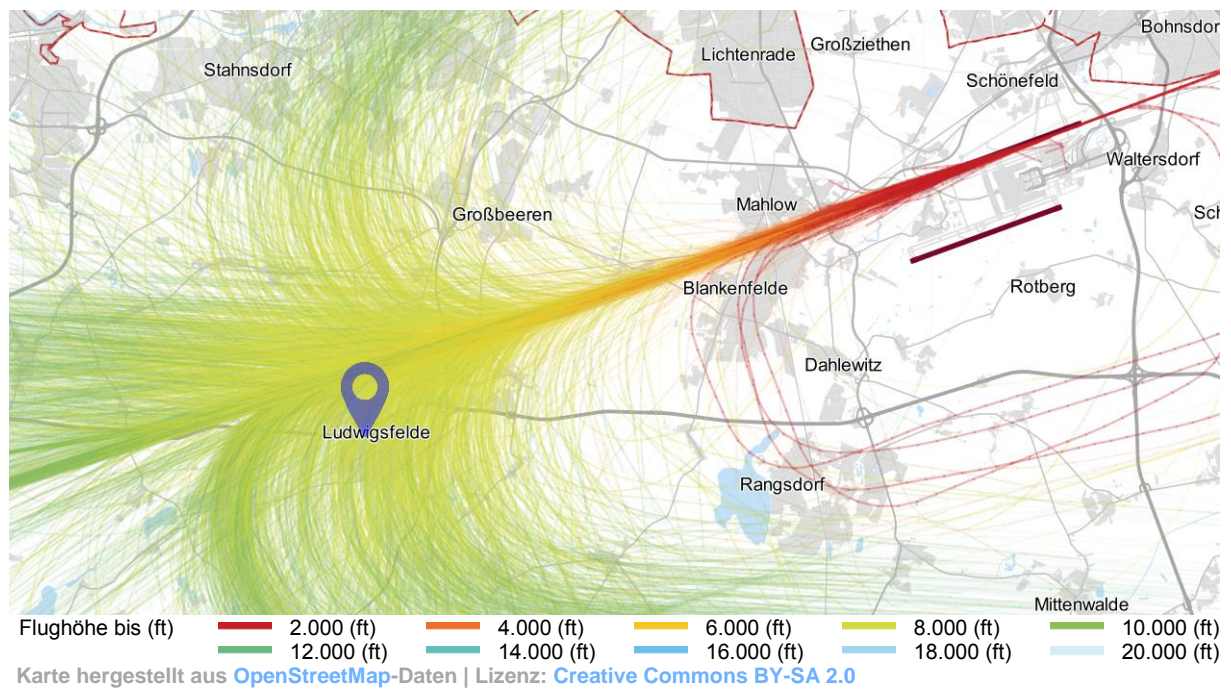 Bohnsdor
Lichtenrade
Großziethen
Stahnsdorf
Schönefeld
Waltersdorf
Großbeeren
Mahlow
Sch
Blankenfelde
Rotberg
Dahlewitz
Ludwigsfelde
Rangsdorf
Mittenwalde
Flughöhe bis (ft) 2.000 (ft) 4.000 (ft) 6.000 (ft) 8.000 (ft) 10.000 (ft)
12.000 (ft) 14.000 (ft) 16.000 (ft) 18.000 (ft) 20.000 (ft)
Karte hergestellt aus OpenStreetMap-Daten | Lizenz: Creative Commons BY-SA 2.0